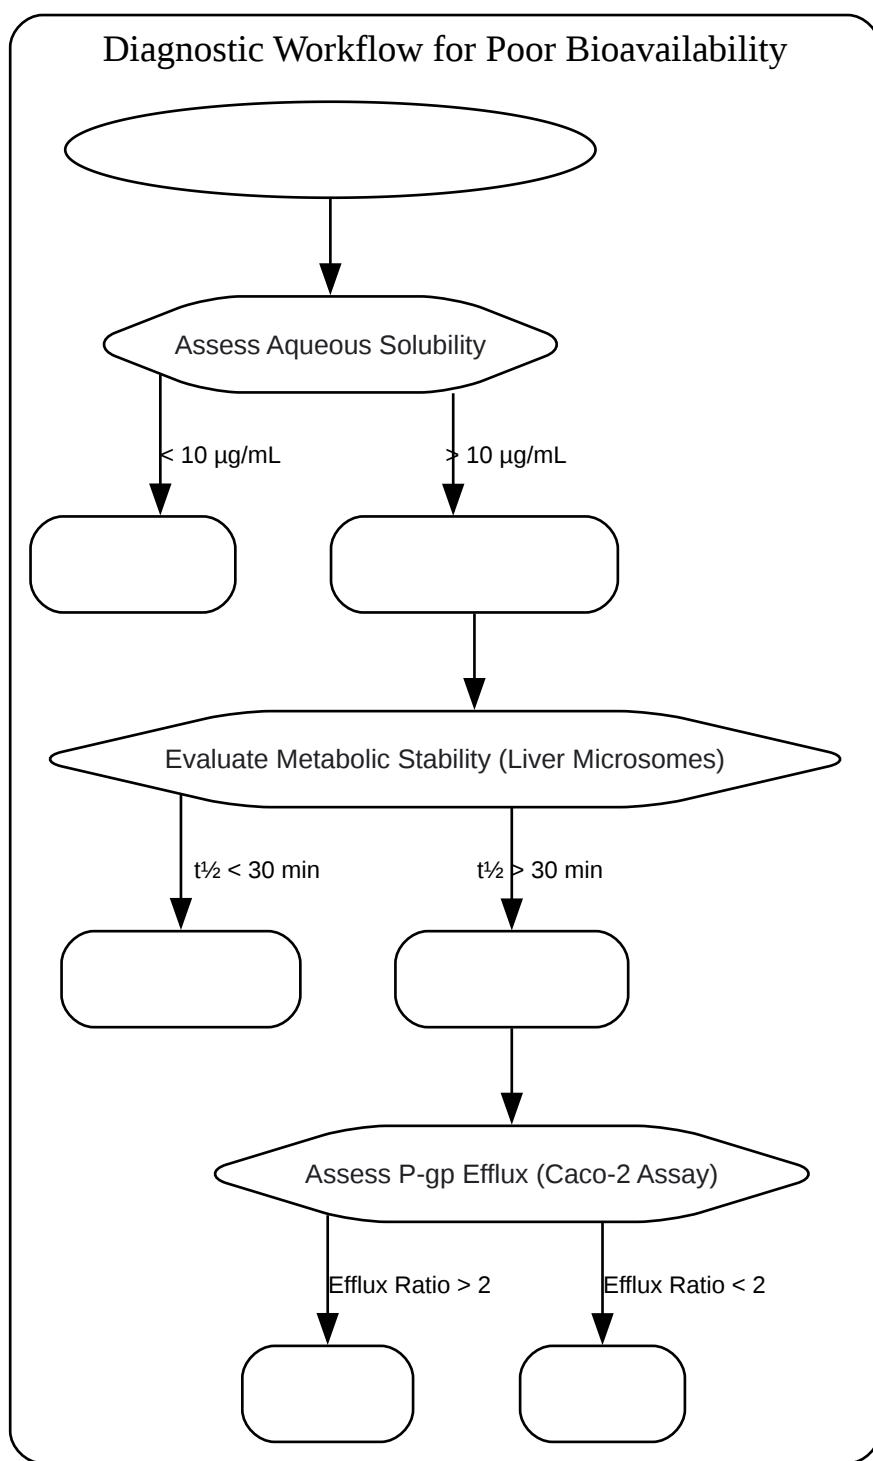 Diagnostic Workflow for Poor Bioavailability
Assess Aqueous Solubility
< 10 µg/mL
> 10 µg/mL
Evaluate Metabolic Stability (Liver Microsomes)
t½ < 30 min
t½ > 30 min
Assess P-gp Efflux (Caco-2 Assay)
Efflux Ratio > 2
Efflux Ratio < 2